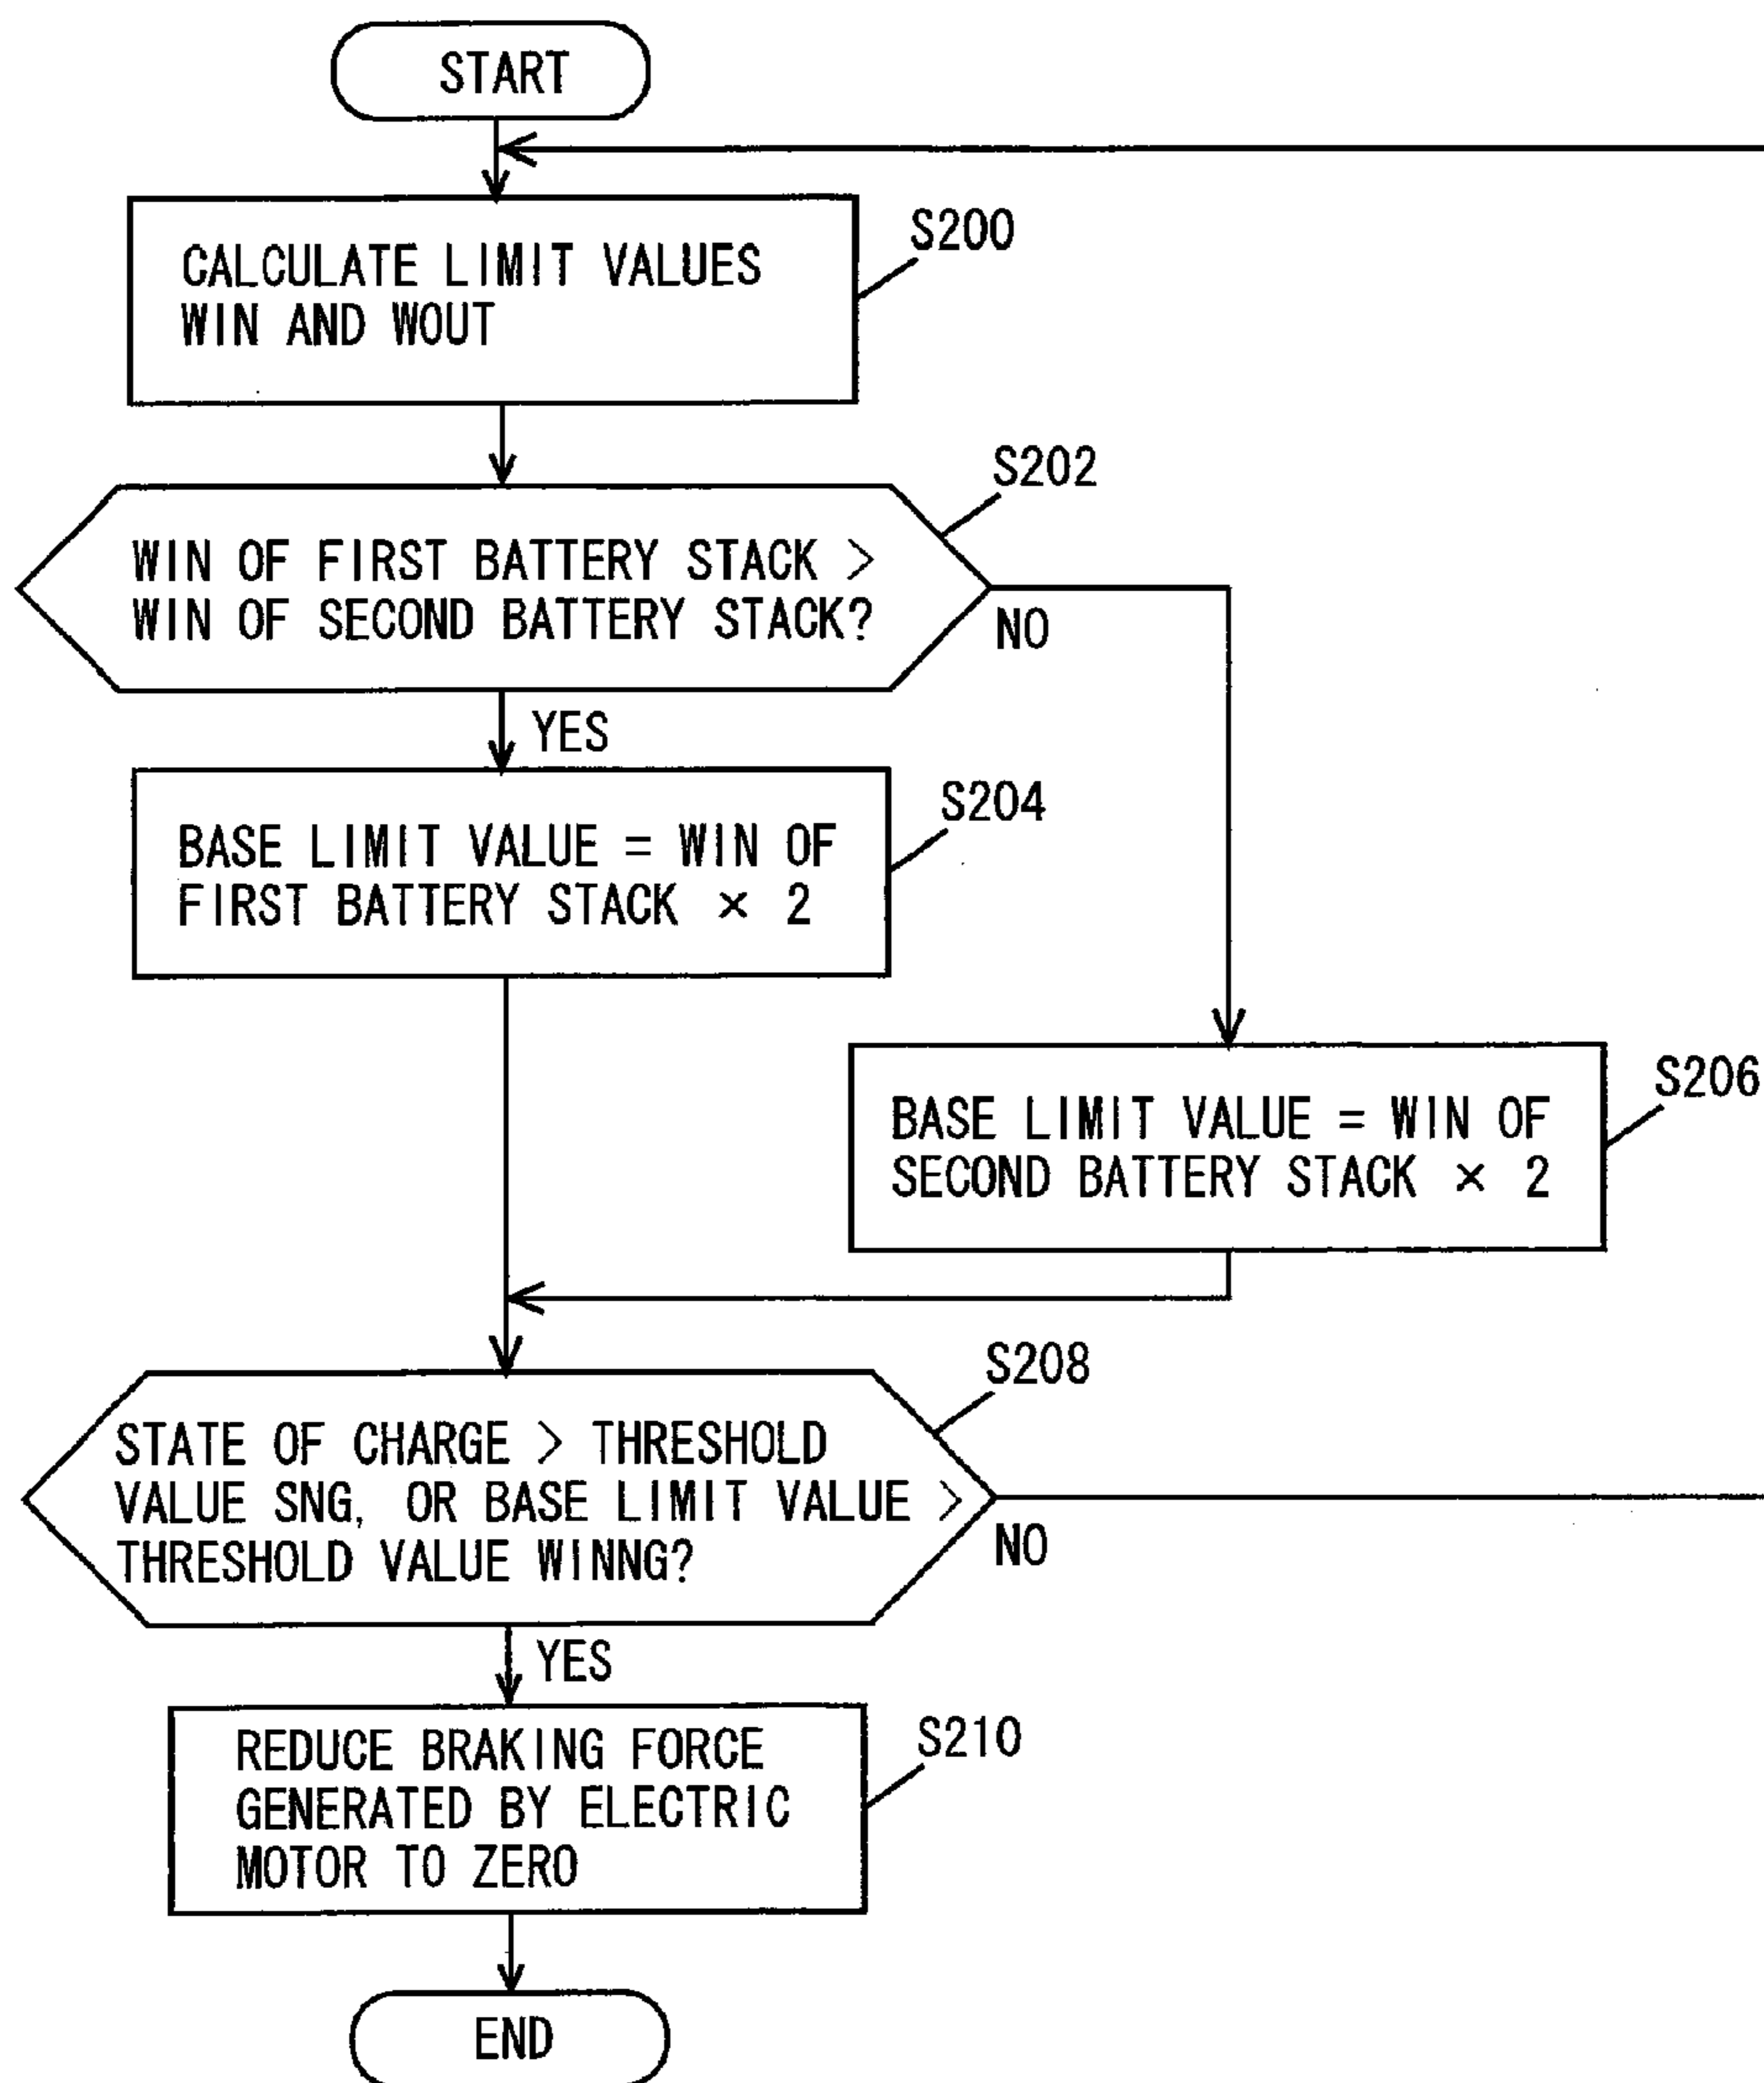 START
S200
CALCULATE LIMIT VALUES
WIN AND WOUT
S202
WIN OF FIRST BATTERY STACK >
WIN OF SECOND BATTERY STACK?
NO
YES
S204
BASE LIMIT VALUE = WIN OF
FIRST BATTERY STACK × 2
S206
BASE LIMIT VALUE = WIN OF
SECOND BATTERY STACK × 2
S208
STATE OF CHARGE > THRESHOLD
VALUE SNG, OR BASE LIMIT VALUE >
THRESHOLD VALUE WINNG?
NO
YES
S210
REDUCE BRAKING FORCE
GENERATED BY ELECTRIC
MOTOR TO ZERO
END